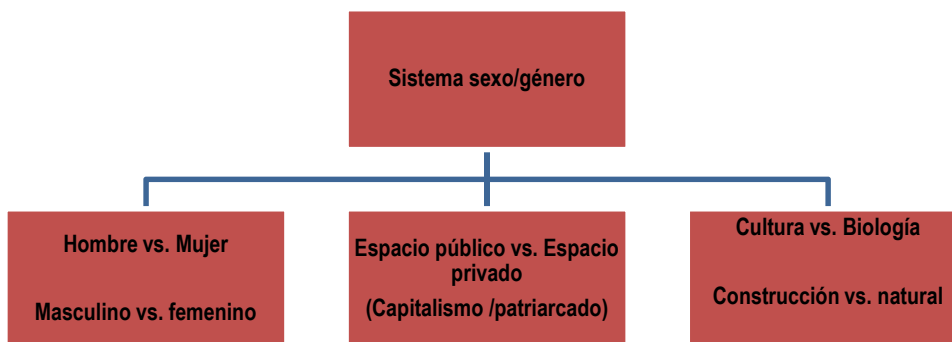 Sistema sexo/género
Hombre vs. Mujer
Masculino vs. femenino
Espacio público vs. Espacio
privado
(Capitalismo /patriarcado)
Cultura vs. Biología
Construcción vs. natural